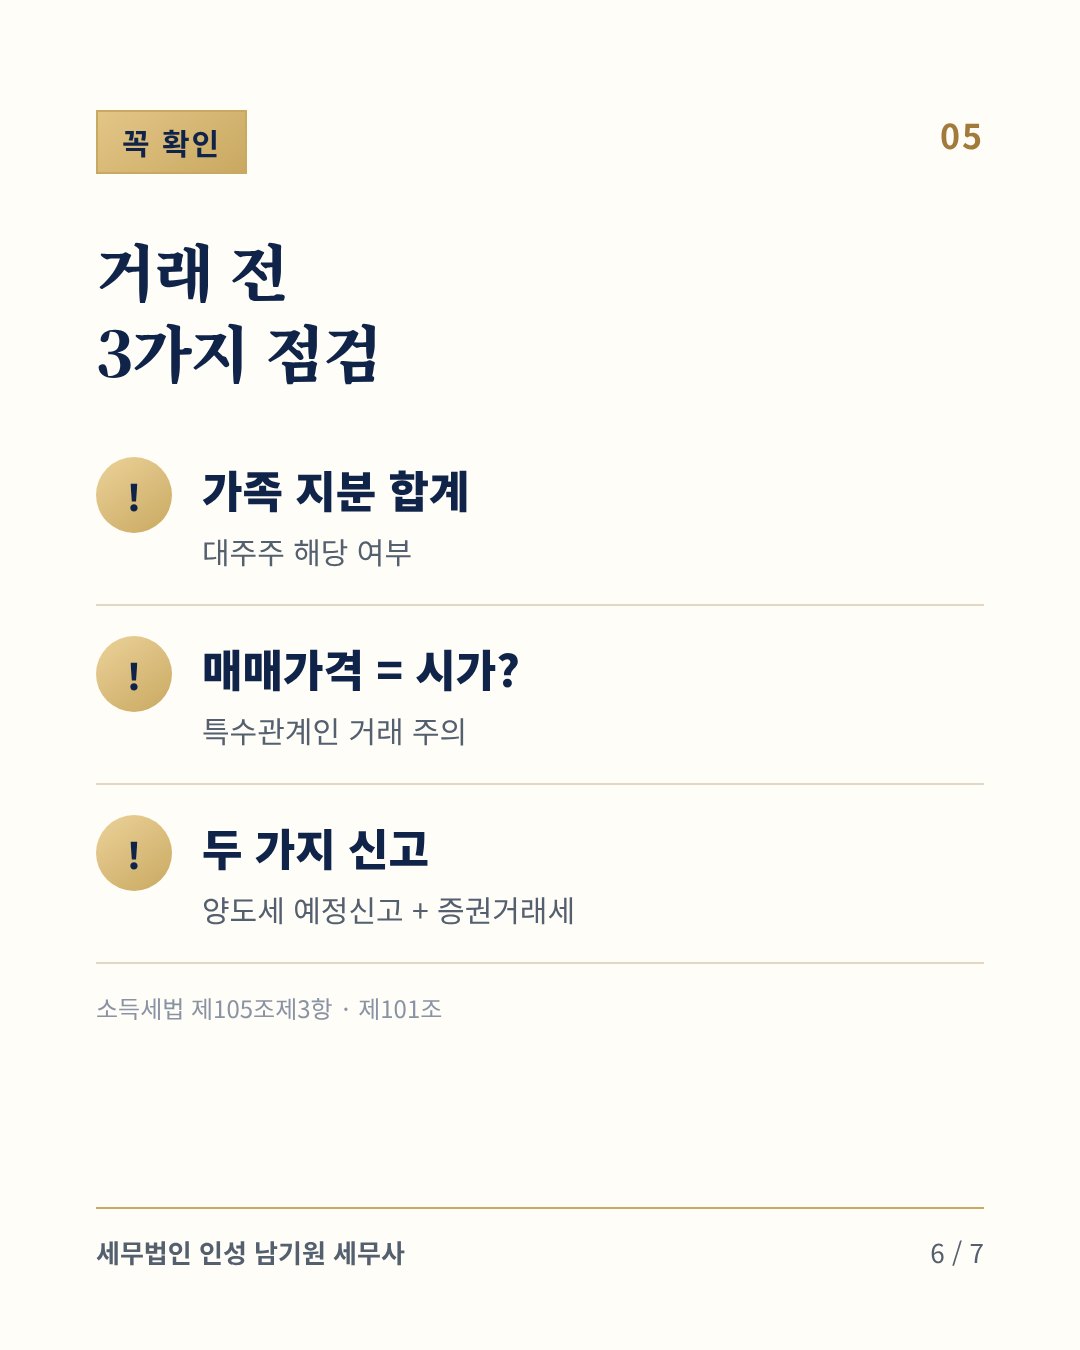 꼭 확인
05
거래 전
3가지 점검
!
가족 지분 합계
대주주 해당 여부
!
매매가격 = 시가?
특수관계인 거래 주의
!
두 가지 신고
양도세 예정신고 + 증권거래세
소득세법 제105조제3항 · 제101조
세무법인 인성 남기원 세무사
6 / 7